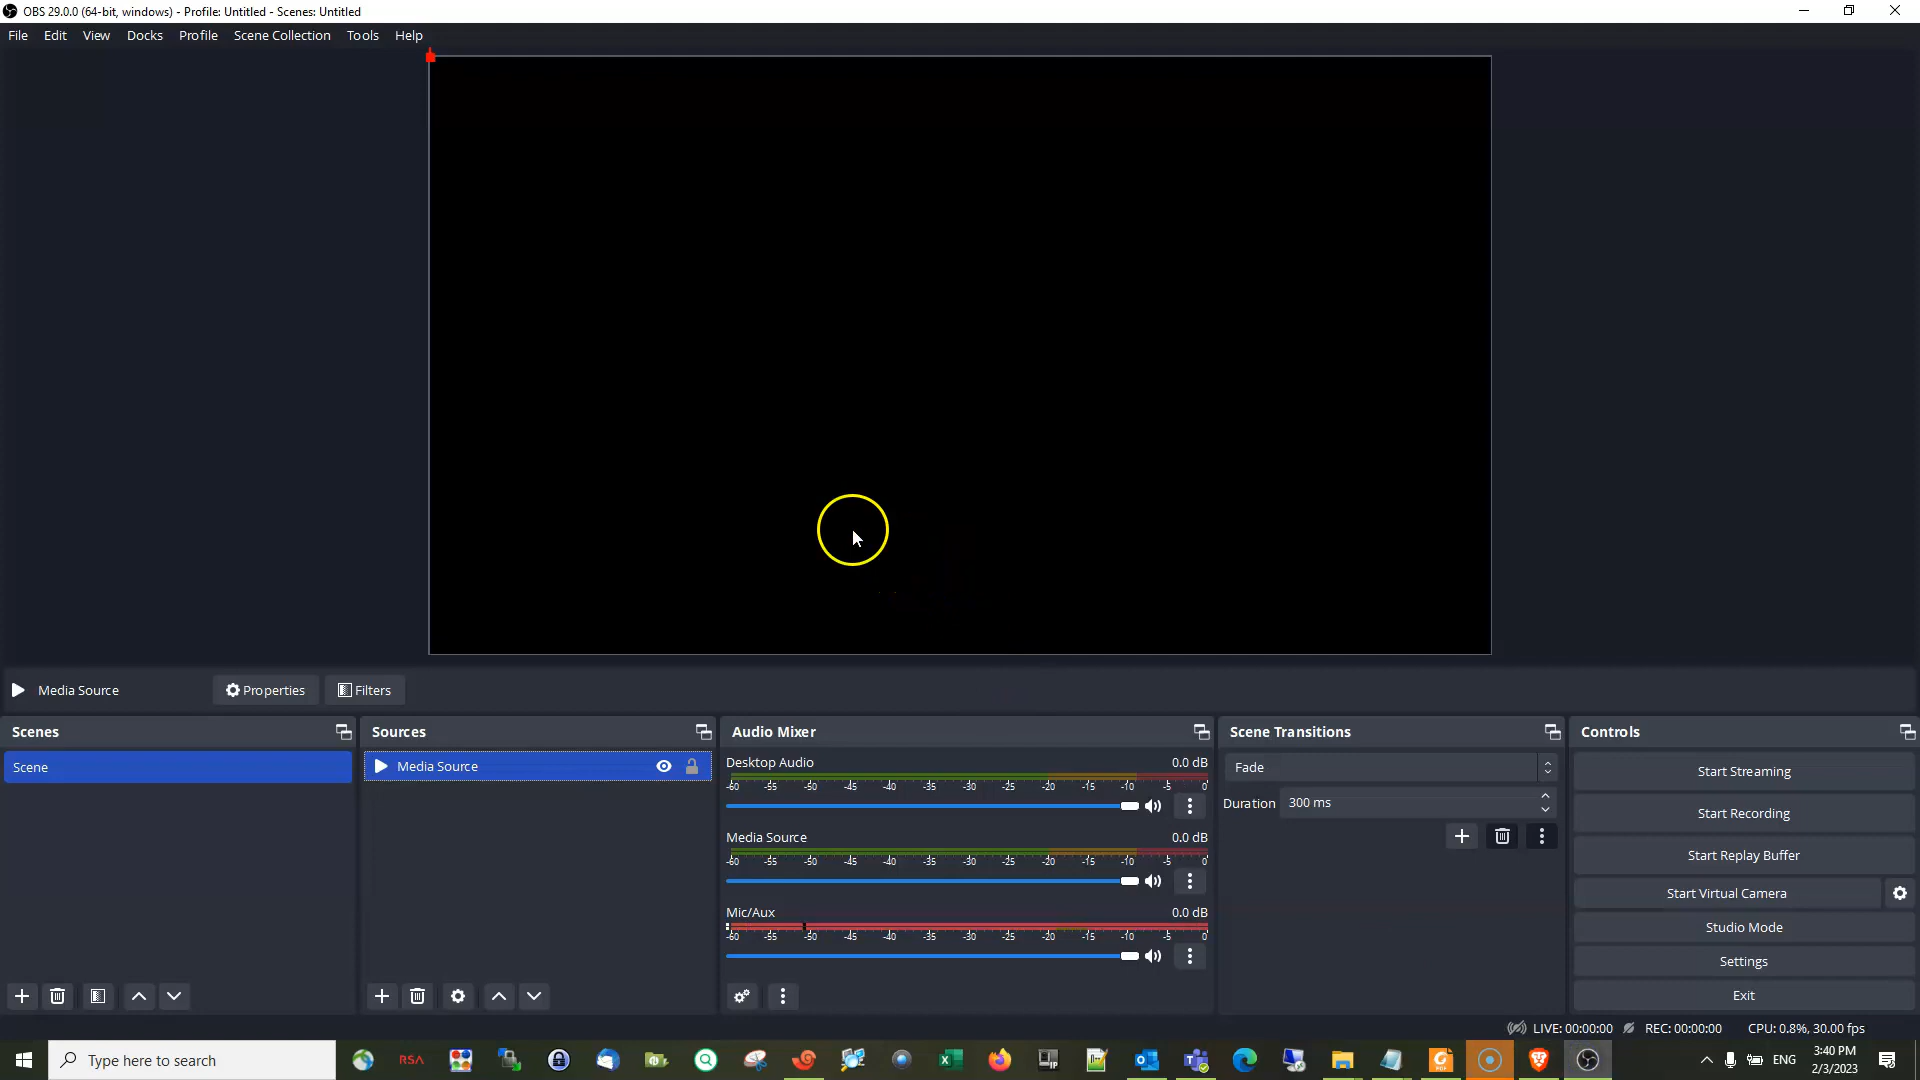 OBS 29.0.0 (64-bit, windows) - Profile: Untitled - Scenes: Untitled
File Edit View Docks Profile Scene Collection Tools Help
Media Source Properties Filters
Scenes Sources Audio Mixer Scene Transitions Controls
Scene
Media Source
Desktop Audio 0.0 dB
-60 -55 -50 -45 -40 -35 -30 -25 -20 -15 -10 -5 0
Media Source 0.0 dB
-60 -55 -50 -45 -40 -35 -30 -25 -20 -15 -10 -5 0
Mic/Aux 0.0 dB
-60 -55 -50 -45 -40 -35 -30 -25 -20 -15 -10 -5 0
Fade
Duration 300 ms
Start Streaming
Start Recording
Start Replay Buffer
Start Virtual Camera
Studio Mode
Settings
Exit
LIVE: 00:00:00 REC: 00:00:00 CPU: 0.8%, 30.00 fps
Type here to search
RSA
IP
PDF
ENG
3:40 PM
2/3/2023